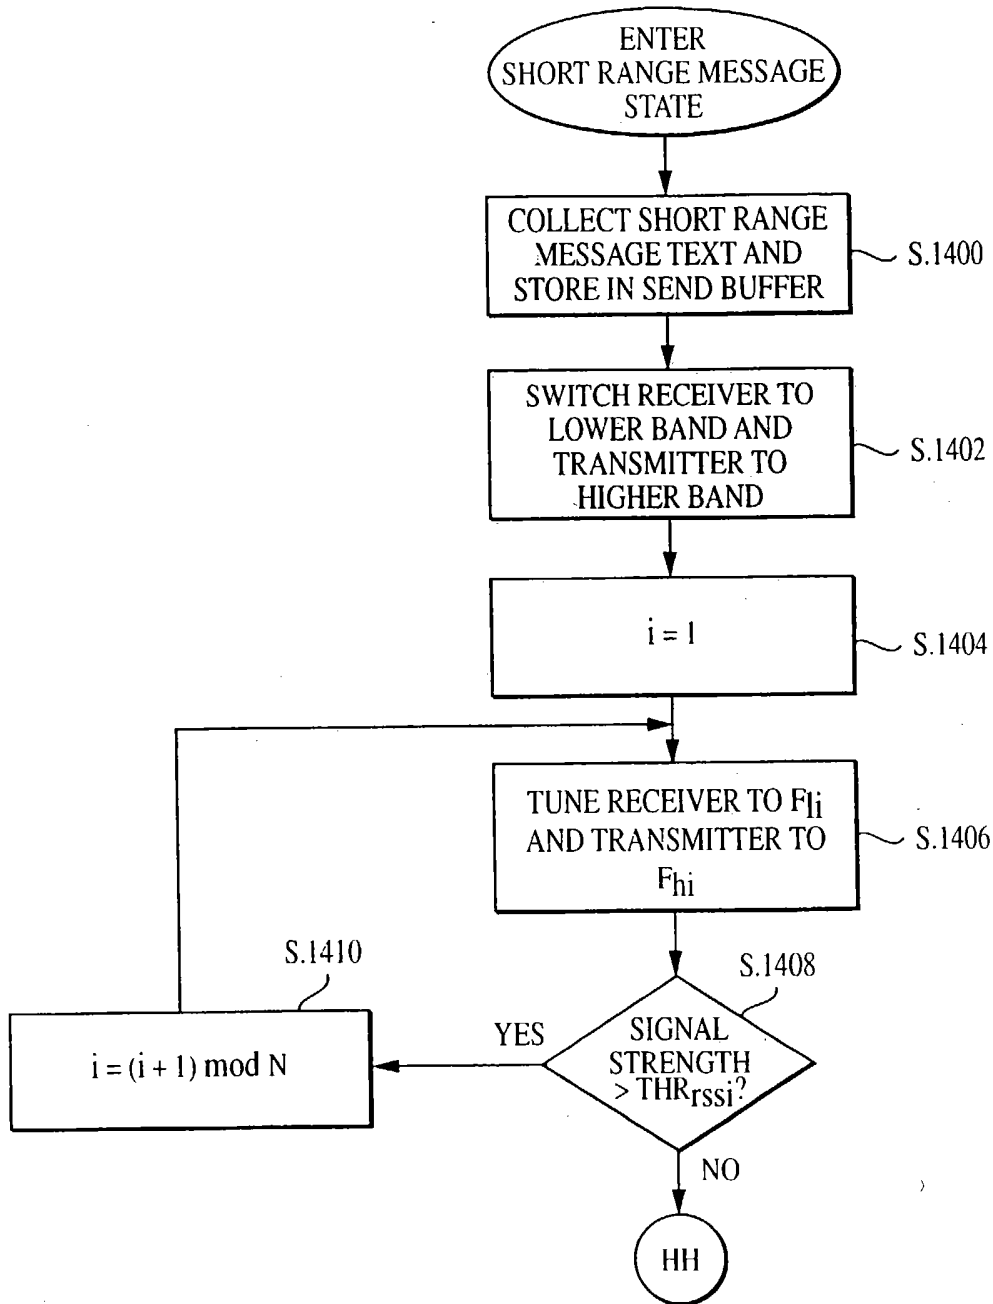 ENTER
SHORT RANGE MESSAGE
STATE
COLLECT SHORT RANGE
MESSAGE TEXT AND
STORE IN SEND BUFFER
S.1400
SWITCH RECEIVER TO
LOWER BAND AND
TRANSMITTER TO
HIGHER BAND
S.1402
i = 1
S.1404
TUNE RECEIVER TO Fli
AND TRANSMITTER TO
Fhi
S.1406
S.1410
i = (i + 1) mod N
YES
S.1408
SIGNAL
STRENGTH
> THRrssi?
NO
HH